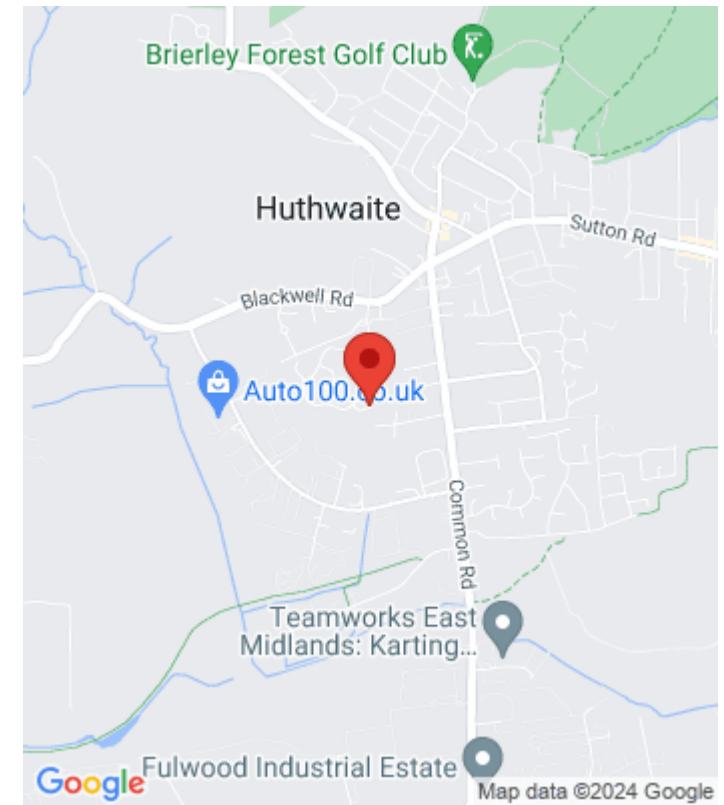 Brierley Forest Golf Club
Huthwaite
Sutton Rd
Blackwell Rd
Auto100.co.uk
Common Rd
Teamworks East
Midlands: Karting...
Fulwood Industrial Estate
Google
Map data ©2024 Google